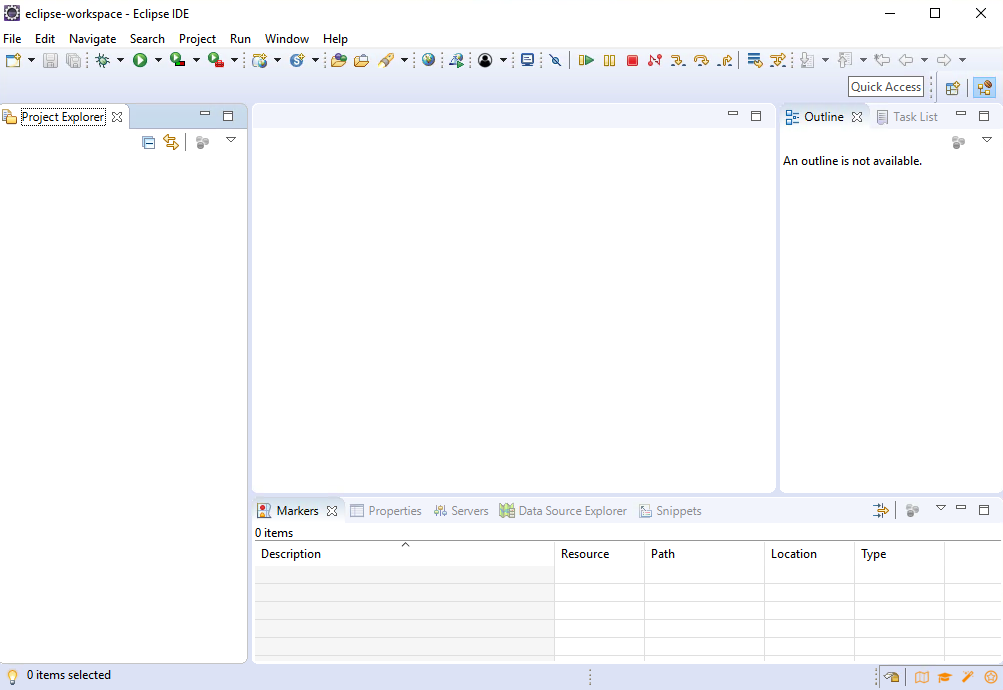 eclipse-workspace - Eclipse IDE
File Edit Navigate Search Project Run Window Help
Quick Access
Project Explorer
Outline Task List
An outline is not available.
Markers Properties Servers Data Source Explorer Snippets
0 items
Description Resource Path Location Type
0 items selected